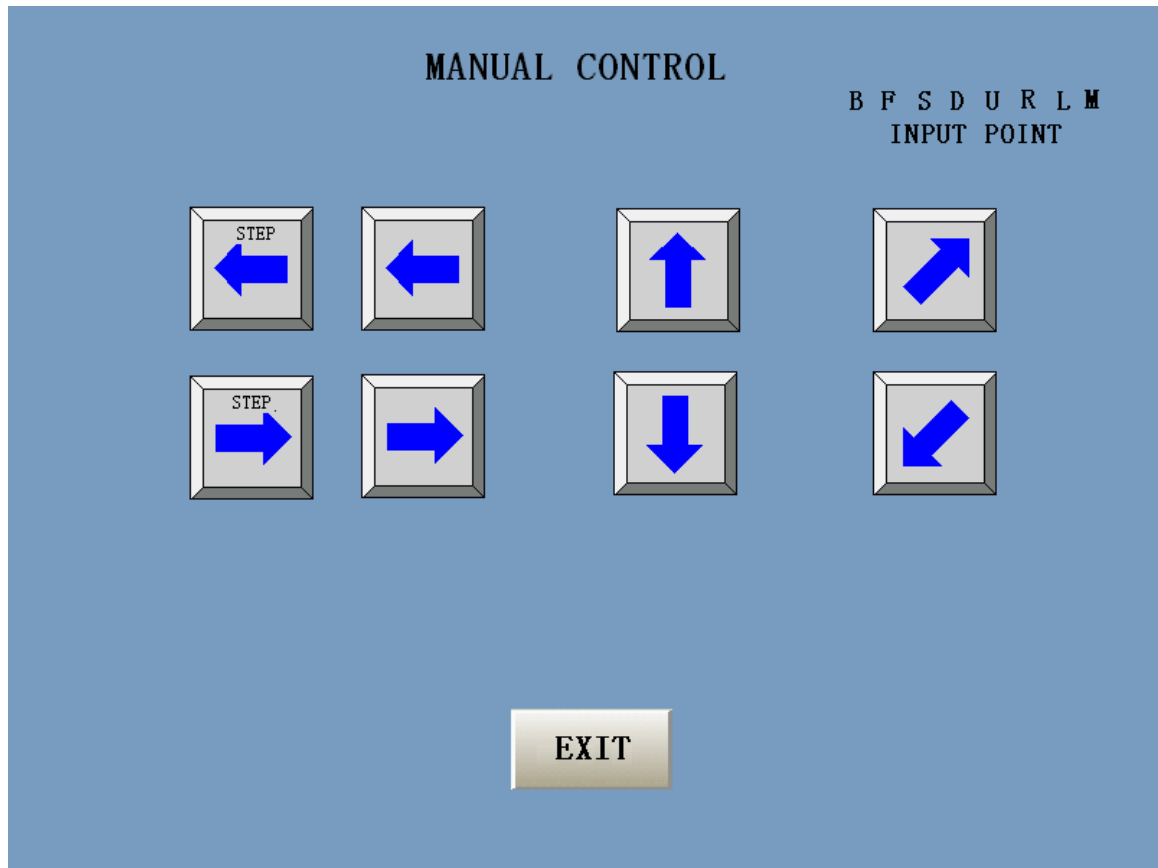 MANUAL CONTROL
B F S D U R L M
INPUT POINT
STEP
STEP.
EXIT